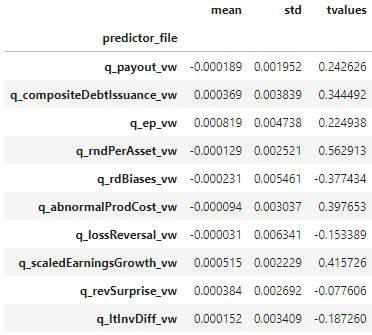 mean std tvalues
predictor_file
q_payout_vw -0.000189 0.001952 0.242626
q_compositeDebtIssuance_vw 0.000369 0.003839 0.344492
q_ep_vw 0.000819 0.004738 0.224938
q_rndPerAsset_vw -0.000129 0.002521 0.562913
q_rdBiases_vw -0.000231 0.005461 -0.377434
q_abnormalProdCost_vw -0.000094 0.003037 0.397653
q_lossReversal_vw -0.000031 0.006341 -0.153389
q_scaledEarningsGrowth_vw 0.000515 0.002229 0.415726
q_revSurprise_vw 0.000384 0.002692 -0.077606
q_ltInvDiff_vw 0.000152 0.003409 -0.187260